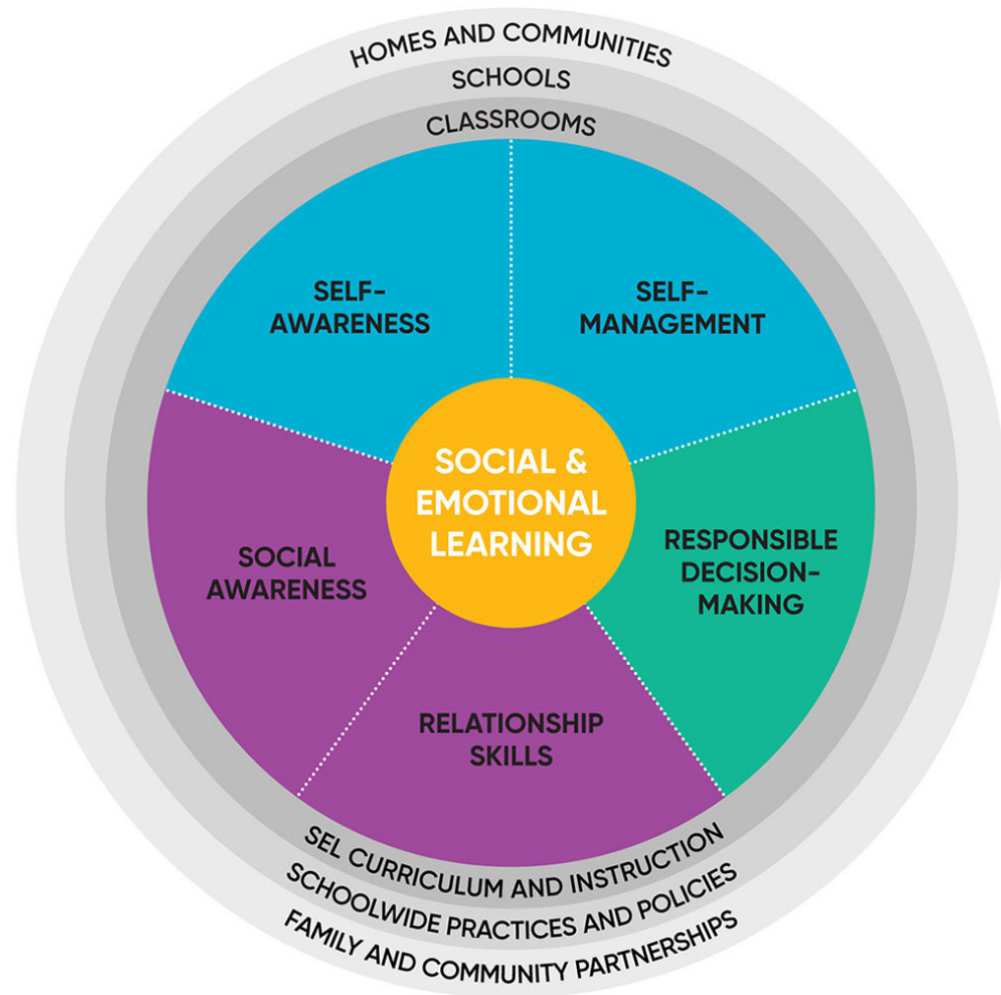 HOMES AND COMMUNITIES
SCHOOLS
CLASSROOMS
SELF-
AWARENESS
SELF-
MANAGEMENT
SOCIAL &
EMOTIONAL
LEARNING
SOCIAL
AWARENESS
RESPONSIBLE
DECISION-
MAKING
RELATIONSHIP
SKILLS
SEL CURRICULUM AND INSTRUCTION
SCHOOLWIDE PRACTICES AND POLICIES
FAMILY AND COMMUNITY PARTNERSHIPS